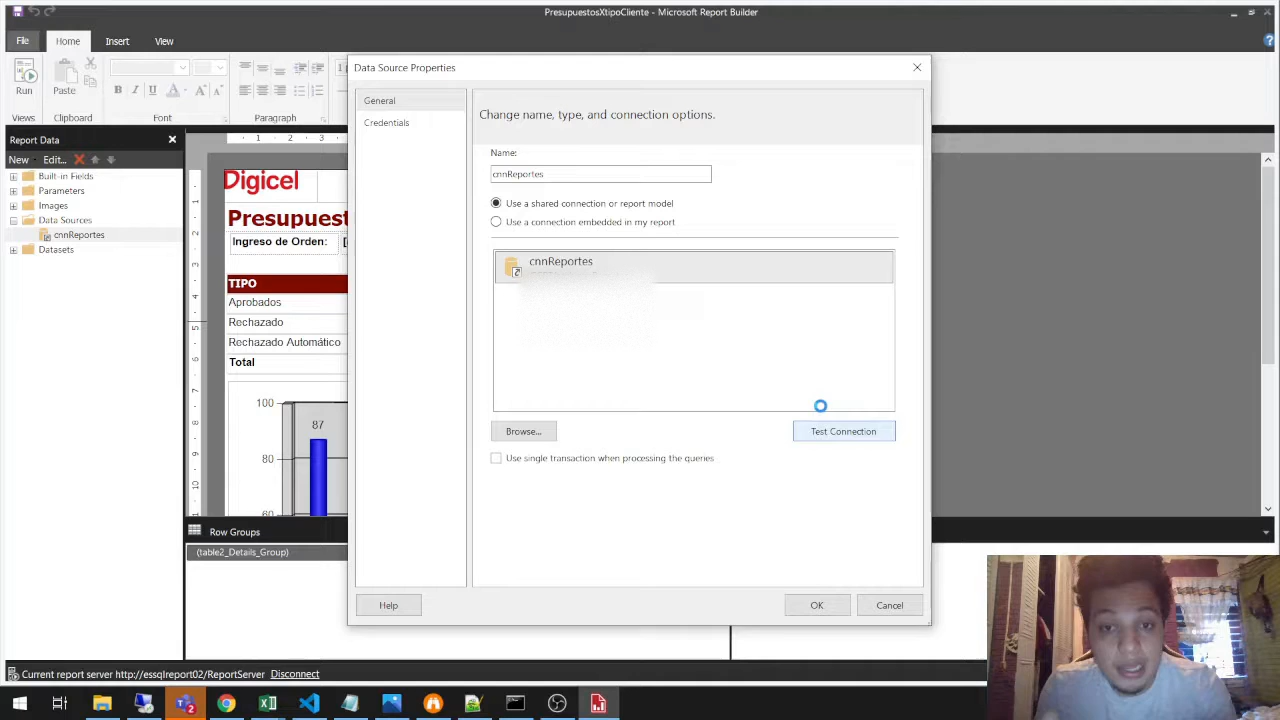 PresupuestosXtipoCliente - Microsoft Report Builder
File
Home
Insert
View
Run
Paste
B I U A A A
Views
Clipboard
Font
Paragraph
Report Data
New
Edit...
Built-in Fields
Parameters
Images
Data Sources
cnnReportes
Datasets
1 2 3
Digicel
Presupuest
Ingreso de Orden:
TIPO
Aprobados
Rechazado
Rechazado Automático
Total
100
87
80
60
Row Groups
(table2_Details_Group)
Data Source Properties
General
Credentials
Change name, type, and connection options.
Name:
cnnReportes
Use a shared connection or report model
Use a connection embedded in my report
cnnReportes
Browse...
Test Connection
Use single transaction when processing the queries
Help
OK
Cancel
Current report server http://essqlreport02/ReportServer
Disconnect